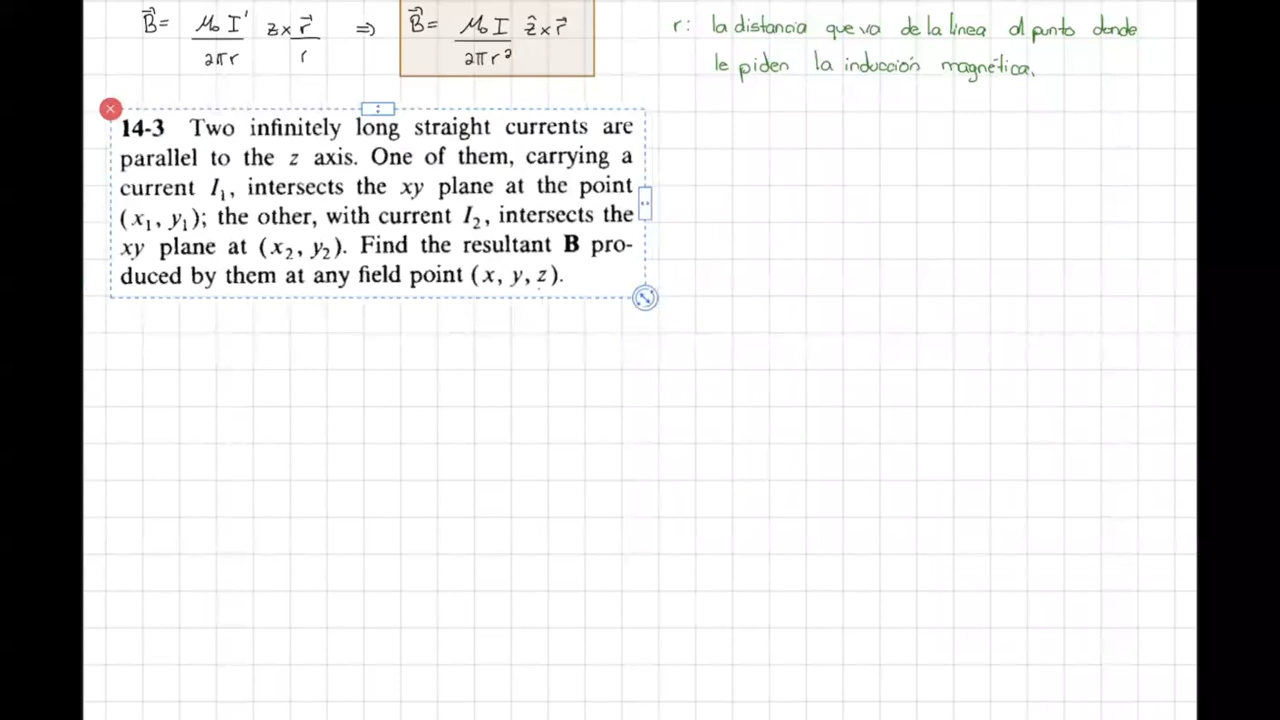 B⃗ = μ₀ I' / 2πr z × r⃗ / r ⇒ B⃗ = μ₀ I / 2πr² ẑ × r⃗
r: la distancia que va de la linea al punto donde
le piden la inducción magnética.
14-3 Two infinitely long straight currents are
parallel to the z axis. One of them, carrying a
current I₁, intersects the xy plane at the point
(x₁, y₁); the other, with current I₂, intersects the
xy plane at (x₂, y₂). Find the resultant B pro-
duced by them at any field point (x, y, z).